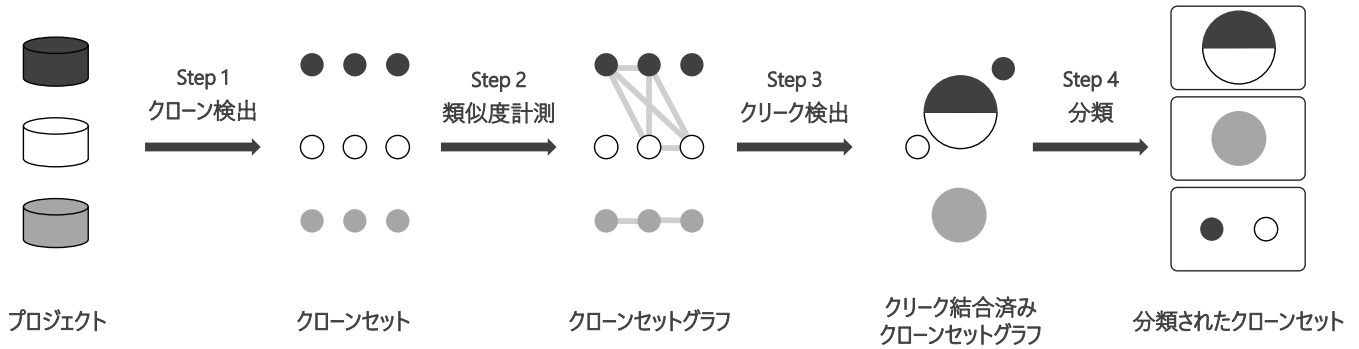 Step 1
クローン検出
Step 2
類似度計測
Step 3
クリーク検出
Step 4
分類
プロジェクト
クローンセット
クローンセットグラフ
クリーク結合済み
クローンセットグラフ
分類されたクローンセット